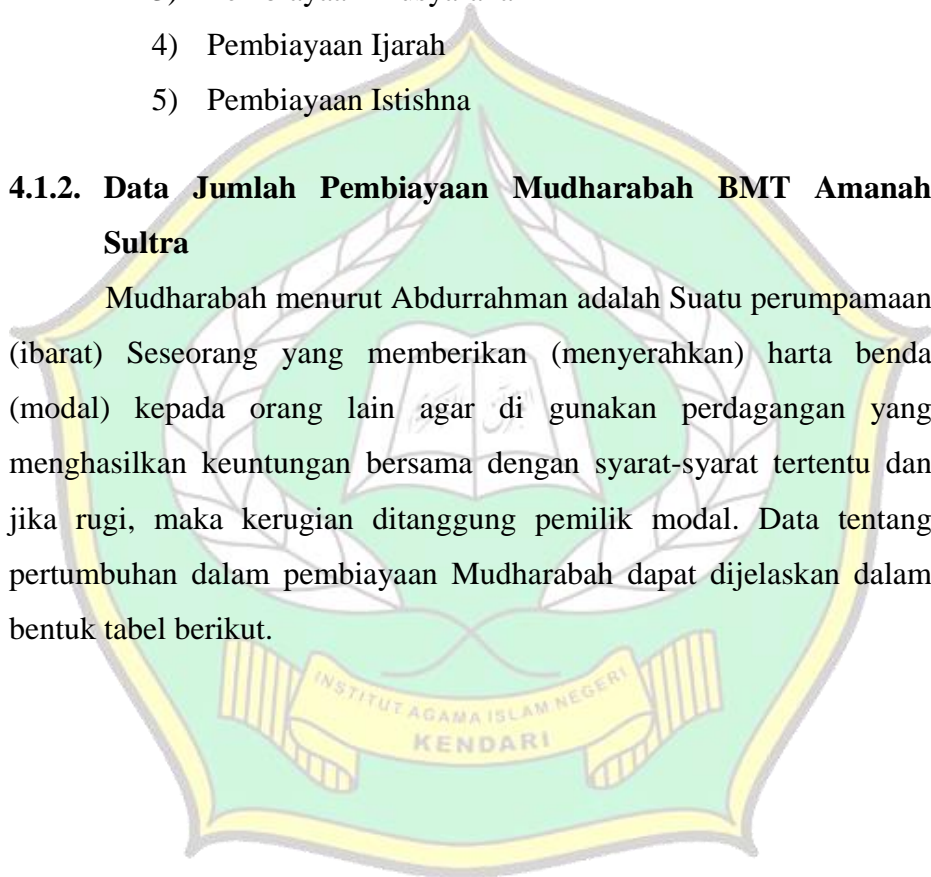 4) Pembiayaan Ijarah
5) Pembiayaan Istishna
4.1.2. Data Jumlah Pembiayaan Mudharabah BMT Amanah
Sultra
Mudharabah menurut Abdurrahman adalah Suatu perumpamaan
(ibarat) Seseorang yang memberikan (menyerahkan) harta benda
(modal) kepada orang lain agar di gunakan perdagangan yang
menghasilkan keuntungan bersama dengan syarat-syarat tertentu dan
jika rugi, maka kerugian ditanggung pemilik modal. Data tentang
pertumbuhan dalam pembiayaan Mudharabah dapat dijelaskan dalam
bentuk tabel berikut.
INSTITUT AGAMA ISLAM NEGERI
KENDARI